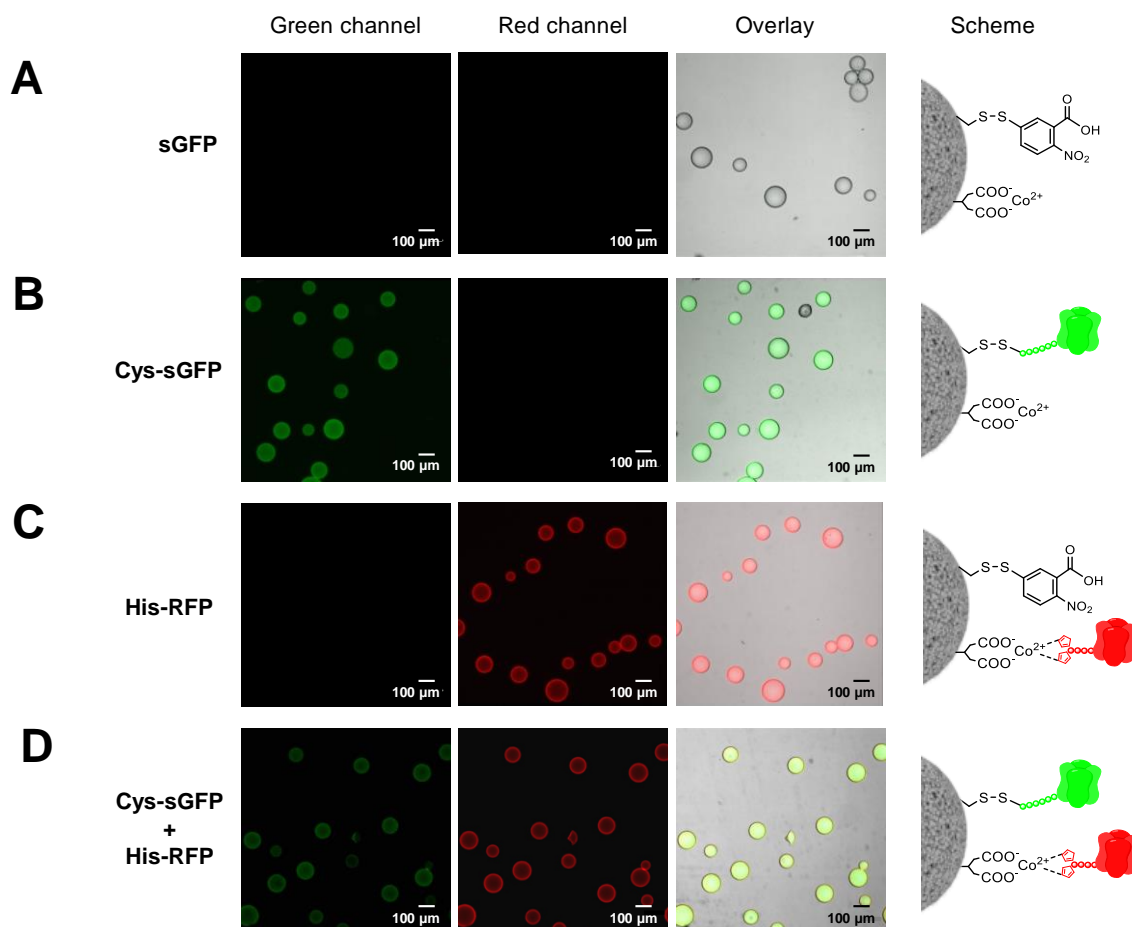 Green channel Red channel Overlay Scheme
A
sGFP
100 µm 100 µm 100 µm
S-S
O
OH
NO₂
COO⁻
COO⁻ Co²⁺
B
Cys-sGFP
100 µm 100 µm 100 µm
S-S
COO⁻
COO⁻ Co²⁺
C
His-RFP
100 µm 100 µm 100 µm
S-S
O
OH
NO₂
COO⁻
COO⁻ Co²⁺
D
Cys-sGFP
+
His-RFP
100 µm 100 µm 100 µm
S-S
COO⁻
COO⁻ Co²⁺